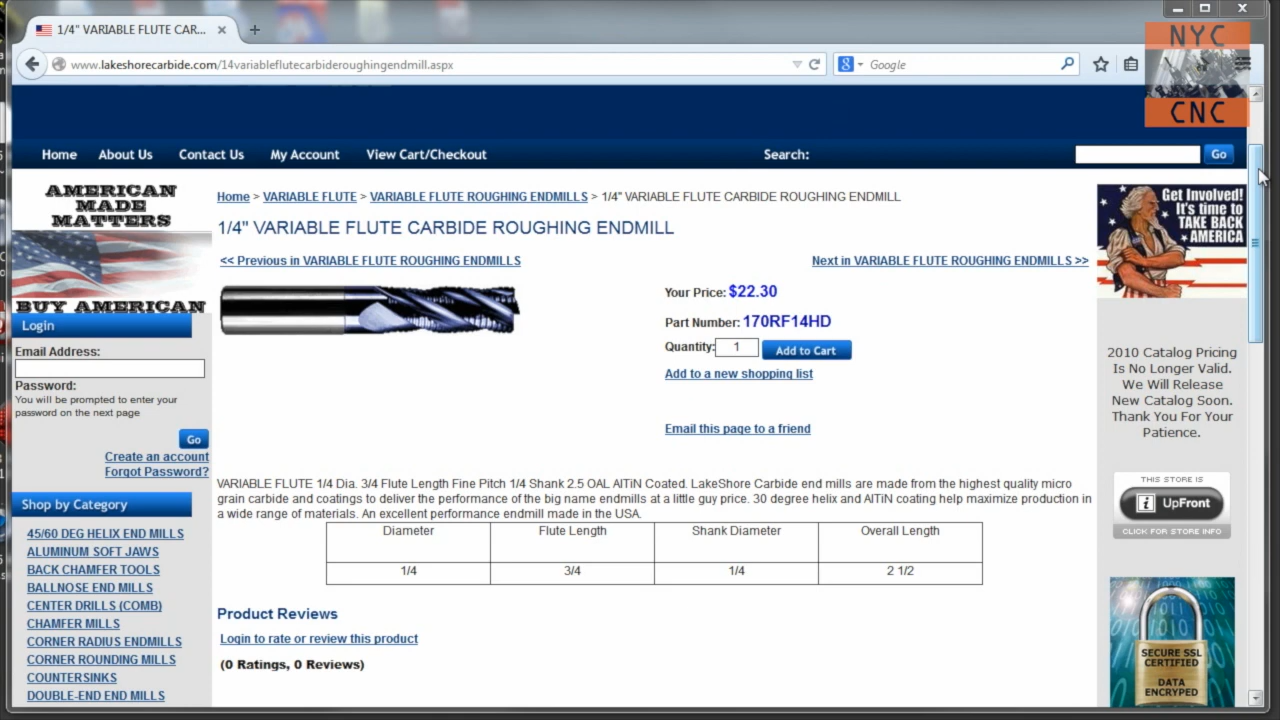 1/4" VARIABLE FLUTE CAR...
NYC
CNC
www.lakeshorecarbide.com/14variableflutecarbideroughingendmill.aspx
Google
Home
About Us
Contact Us
My Account
View Cart/Checkout
Search:
Go
AMERICAN
MADE
MATTERS
BUY AMERICAN
Login
Email Address:
Password:
You will be prompted to enter your
password on the next page
Go
Create an account
Forgot Password?
Shop by Category
45/60 DEG HELIX END MILLS
ALUMINUM SOFT JAWS
BACK CHAMFER TOOLS
BALLNOSE END MILLS
CENTER DRILLS (COMB)
CHAMFER MILLS
CORNER RADIUS ENDMILLS
CORNER ROUNDING MILLS
COUNTERSINKS
DOUBLE-END END MILLS
Home > VARIABLE FLUTE > VARIABLE FLUTE ROUGHING ENDMILLS > 1/4" VARIABLE FLUTE CARBIDE ROUGHING ENDMILL
1/4" VARIABLE FLUTE CARBIDE ROUGHING ENDMILL
<< Previous in VARIABLE FLUTE ROUGHING ENDMILLS
Next in VARIABLE FLUTE ROUGHING ENDMILLS >>
Your Price: $22.30
Part Number: 170RF14HD
Quantity: 1 Add to Cart
Add to a new shopping list
Email this page to a friend
VARIABLE FLUTE 1/4 Dia. 3/4 Flute Length Fine Pitch 1/4 Shank 2.5 OAL AlTiN Coated. LakeShore Carbide end mills are made from the highest quality micro
grain carbide and coatings to deliver the performance of the big name endmills at a little guy price. 30 degree helix and AlTiN coating help maximize production in
a wide range of materials. An excellent performance endmill made in the USA.
Diameter Flute Length Shank Diameter Overall Length
1/4 3/4 1/4 2 1/2
Product Reviews
Login to rate or review this product
(0 Ratings, 0 Reviews)
Get Involved!
It's time to
TAKE BACK
AMERICA
2010 Catalog Pricing
Is No Longer Valid.
We Will Release
New Catalog Soon.
Thank You For Your
Patience.
THIS STORE IS
i UpFront
CLICK FOR STORE INFO
SECURE SSL
CERTIFIED
DATA
ENCRYPED